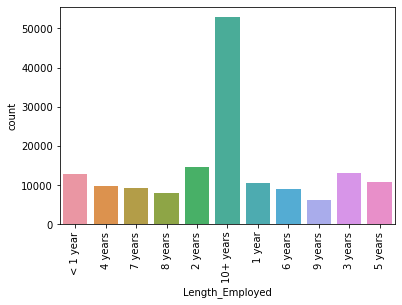 50000
40000
30000
20000
10000
0
count
< 1 year
4 years
7 years
8 years
2 years
10+ years
1 year
6 years
9 years
3 years
5 years
Length_Employed